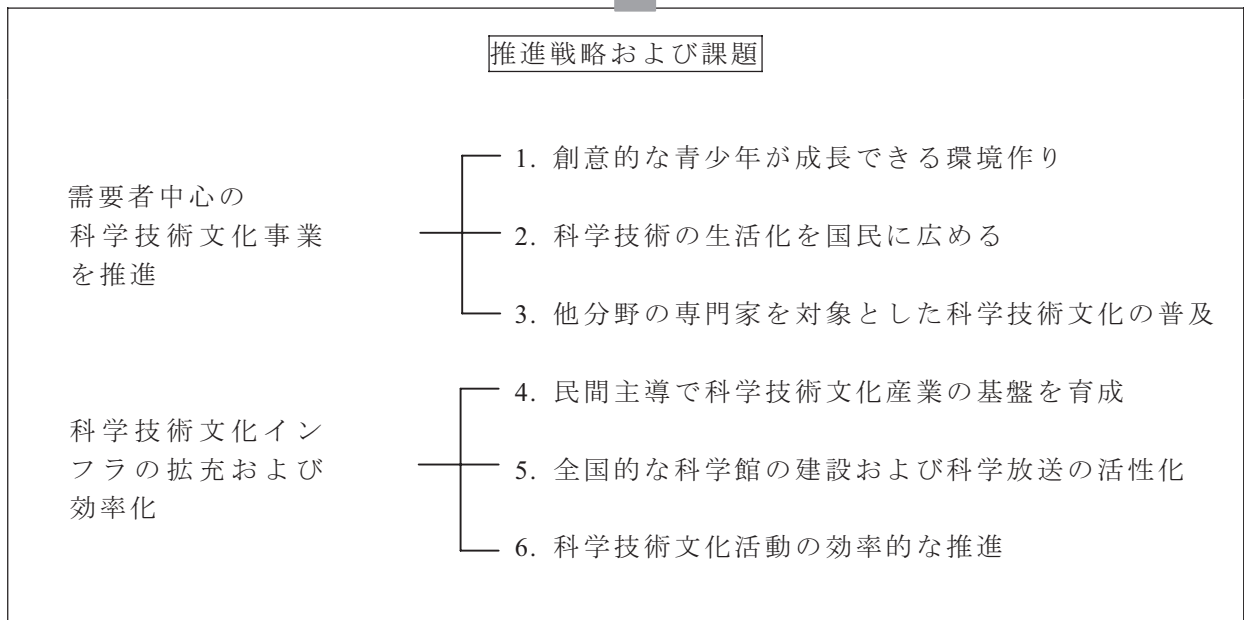 推進戦略および課題
需要者中心の
科学技術文化事業
を推進
1. 創意的な青少年が成長できる環境作り
2. 科学技術の生活化を国民に広める
3. 他分野の専門家を対象とした科学技術文化の普及
科学技術文化イン
フラの拡充および
効率化
4. 民間主導で科学技術文化産業の基盤を育成
5. 全国的な科学館の建設および科学放送の活性化
6. 科学技術文化活動の効率的な推進